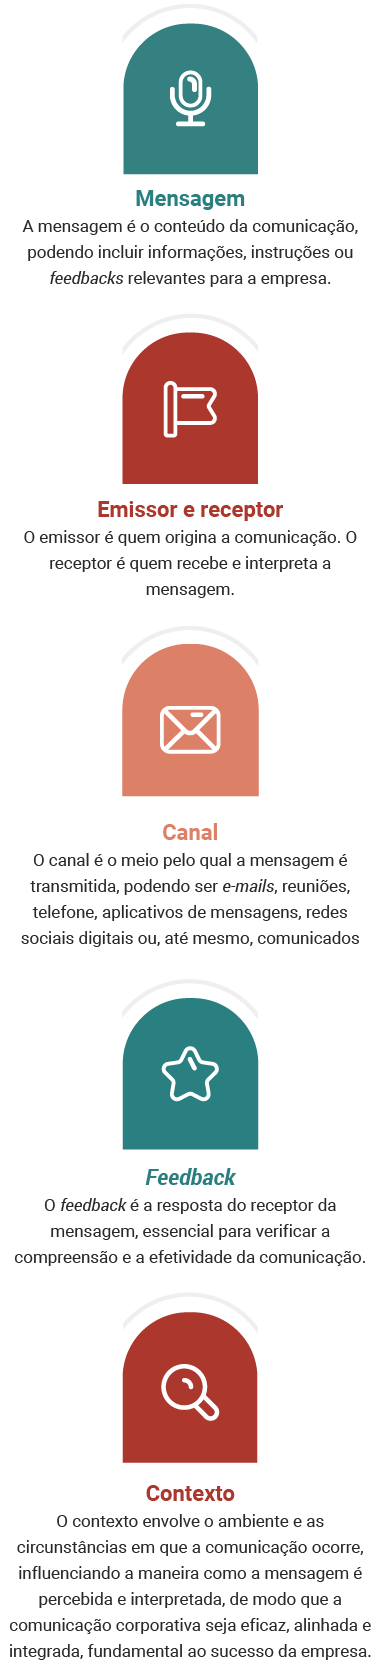 Mensagem
A mensagem é o conteúdo da comunicação,
podendo incluir informações, instruções ou
feedbacks relevantes para a empresa.
Emissor e receptor
O emissor é quem origina a comunicação. O
receptor é quem recebe e interpreta a
mensagem.
Canal
O canal é o meio pelo qual a mensagem é
transmitida, podendo ser e-mails, reuniões,
telefone, aplicativos de mensagens, redes
sociais digitais ou, até mesmo, comunicados
Feedback
O feedback é a resposta do receptor da
mensagem, essencial para verificar a
compreensão e a efetividade da comunicação.
Contexto
O contexto envolve o ambiente e as
circunstâncias em que a comunicação ocorre,
influenciando a maneira como a mensagem é
percebida e interpretada, de modo que a
comunicação corporativa seja eficaz, alinhada e
integrada, fundamental ao sucesso da empresa.